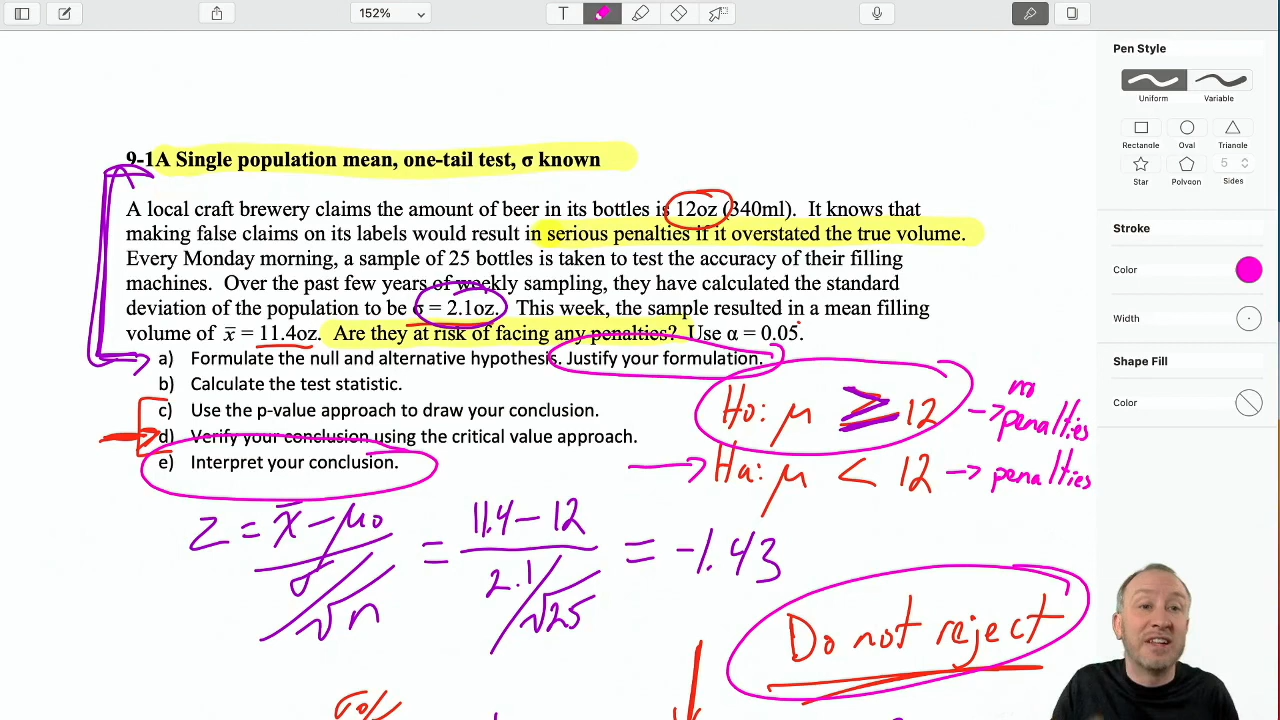 152%
T
Pen Style
Uniform
Variable
Rectangle
Oval
Triangle
Star
Polygon
5
Sides
Stroke
Color
Width
Shape Fill
Color
9-1A Single population mean, one-tail test, σ known
A local craft brewery claims the amount of beer in its bottles is 12oz (340ml). It knows that
making false claims on its labels would result in serious penalties if it overstated the true volume.
Every Monday morning, a sample of 25 bottles is taken to test the accuracy of their filling
machines. Over the past few years of weekly sampling, they have calculated the standard
deviation of the population to be σ = 2.1oz. This week, the sample resulted in a mean filling
volume of x̄ = 11.4oz. Are they at risk of facing any penalties? Use α = 0.05.
a) Formulate the null and alternative hypothesis. Justify your formulation.
b) Calculate the test statistic.
c) Use the p-value approach to draw your conclusion.
d) Verify your conclusion using the critical value approach.
e) Interpret your conclusion.
Ho: μ ≥ 12 → no penalties
Ha: μ < 12 → penalties
Z = x̄ - μ0 / σ/√n = 11.4 - 12 / 2.1/√25 = -1.43
Do not reject